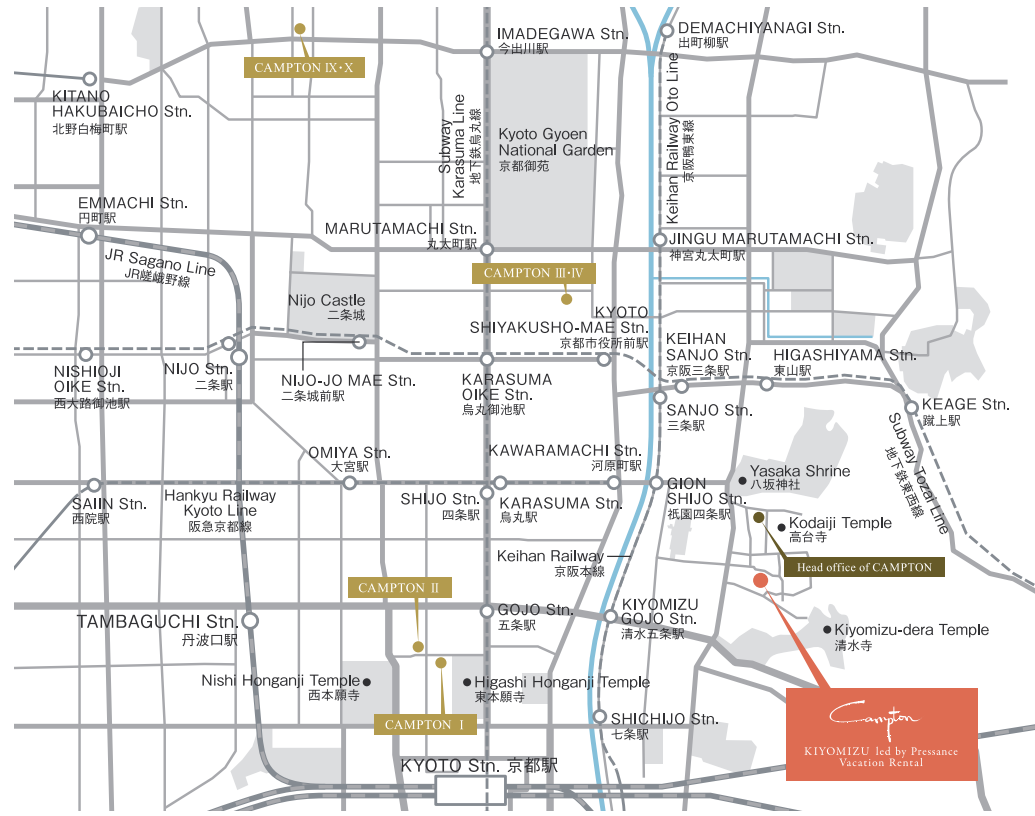 IMADEGAWA Stn.
今出川駅
DEMACHIYANAGI Stn.
出町柳駅
CAMPTON IX・X
KITANO
HAKUBAICHO Stn.
北野白梅町駅
Subway
Karasuma Line
地下鉄烏丸線
Kyoto Gyoen
National Garden
京都御苑
Keihan Railway Oto Line
京阪鴨東線
EMMACHI Stn.
円町駅
MARUTAMACHI Stn.
丸太町駅
JINGU MARUTAMACHI Stn.
神宮丸太町駅
JR Sagano Line
JR嵯峨野線
CAMPTON III・IV
Nijo Castle
二条城
KYOTO
SHIYAKUSHO-MAE Stn.
京都市役所前駅
KEIHAN
SANJO Stn.
京阪三条駅
HIGASHIYAMA Stn.
東山駅
NISHIOJI
OIKE Stn.
西大路御池駅
NIJO Stn.
二条駅
NIJO-JO MAE Stn.
二条城前駅
KARASUMA
OIKE Stn.
烏丸御池駅
SANJO Stn.
三条駅
KEAGE Stn.
蹴上駅
Subway Tozai Line
地下鉄東西線
OMIYA Stn.
大宮駅
KAWARAMACHI Stn.
河原町駅
Yasaka Shrine
八坂神社
SAIIN Stn.
西院駅
Hankyu Railway
Kyoto Line
阪急京都線
SHIJO Stn.
四条駅
KARASUMA Stn.
烏丸駅
GION
SHIJO Stn.
祇園四条駅
Kodaiji Temple
高台寺
Keihan Railway
京阪本線
Head office of CAMPTON
CAMPTON II
TAMBAGUCHI Stn.
丹波口駅
GOJO Stn.
五条駅
KIYOMIZU
GOJO Stn.
清水五条駅
Kiyomizu-dera Temple
清水寺
Nishi Honganji Temple
西本願寺
Higashi Honganji Temple
東本願寺
CAMPTON I
SHICHIJO Stn.
七条駅
Campton
KIYOMIZU led by Pressance
Vacation Rental
KYOTO Stn. 京都駅